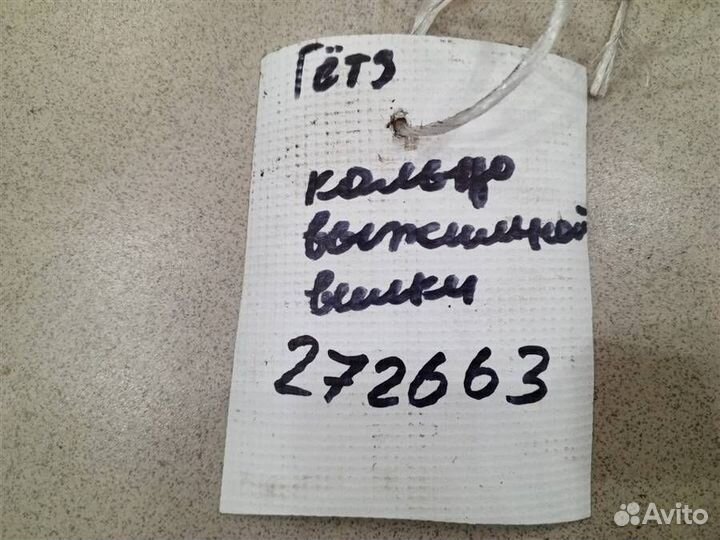 Гётз
кольцо
выжимной
вилки
272663
Avito